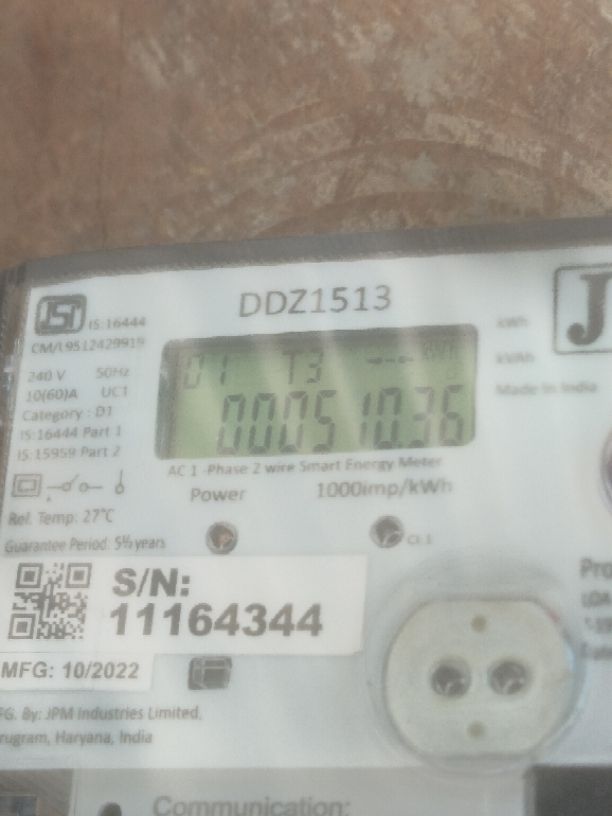 DDZ1513
ISI IS:16444
CM/L9512429919
240 V 50Hz
10(60)A UC1
Category : D1
IS:16444 Part 1
IS:15959 Part 2
01 T3 --- kWh
00051036
kWh
kVAh
Made In India
J
AC 1 -Phase 2 wire Smart Energy Meter
Power 1000imp/kWh
Ref. Temp: 27°C
Guarantee Period: 5½ years
S/N:
11164344
MFG: 10/2022
FG. By: JPM Industries Limited,
rugram, Haryana, India
Pro
Communication: